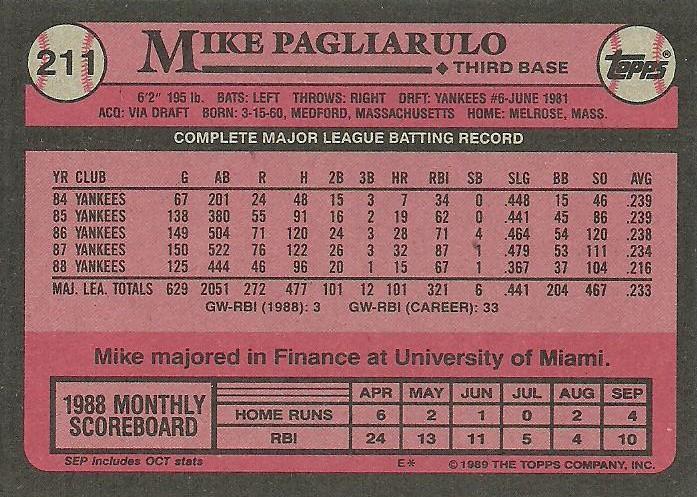 211
MIKE PAGLIARULO
◆ THIRD BASE
Topps®
6'2" 195 lb. BATS: LEFT THROWS: RIGHT DRFT: YANKEES #6-JUNE 1981
ACQ: VIA DRAFT BORN: 3-15-60, MEDFORD, MASSACHUSETTS HOME: MELROSE, MASS.
COMPLETE MAJOR LEAGUE BATTING RECORD
YR CLUB G AB R H 2B 3B HR RBI SB SLG BB SO AVG
84 YANKEES 67 201 24 48 15 3 7 34 0 .448 15 46 .239
85 YANKEES 138 380 55 91 16 2 19 62 0 .441 45 86 .239
86 YANKEES 149 504 71 120 24 3 28 71 4 .464 54 120 .238
87 YANKEES 150 522 76 122 26 3 32 87 1 .479 53 111 .234
88 YANKEES 125 444 46 96 20 1 15 67 1 .367 37 104 .216
MAJ. LEA. TOTALS 629 2051 272 477 101 12 101 321 6 .441 204 467 .233
GW-RBI (1988): 3 GW-RBI (CAREER): 33
Mike majored in Finance at University of Miami.
1988 MONTHLY
SCOREBOARD
APR MAY JUN JUL AUG SEP
HOME RUNS 6 2 1 0 2 4
RBI 24 13 11 5 4 10
SEP includes OCT stats E* © 1989 THE TOPPS COMPANY, INC.